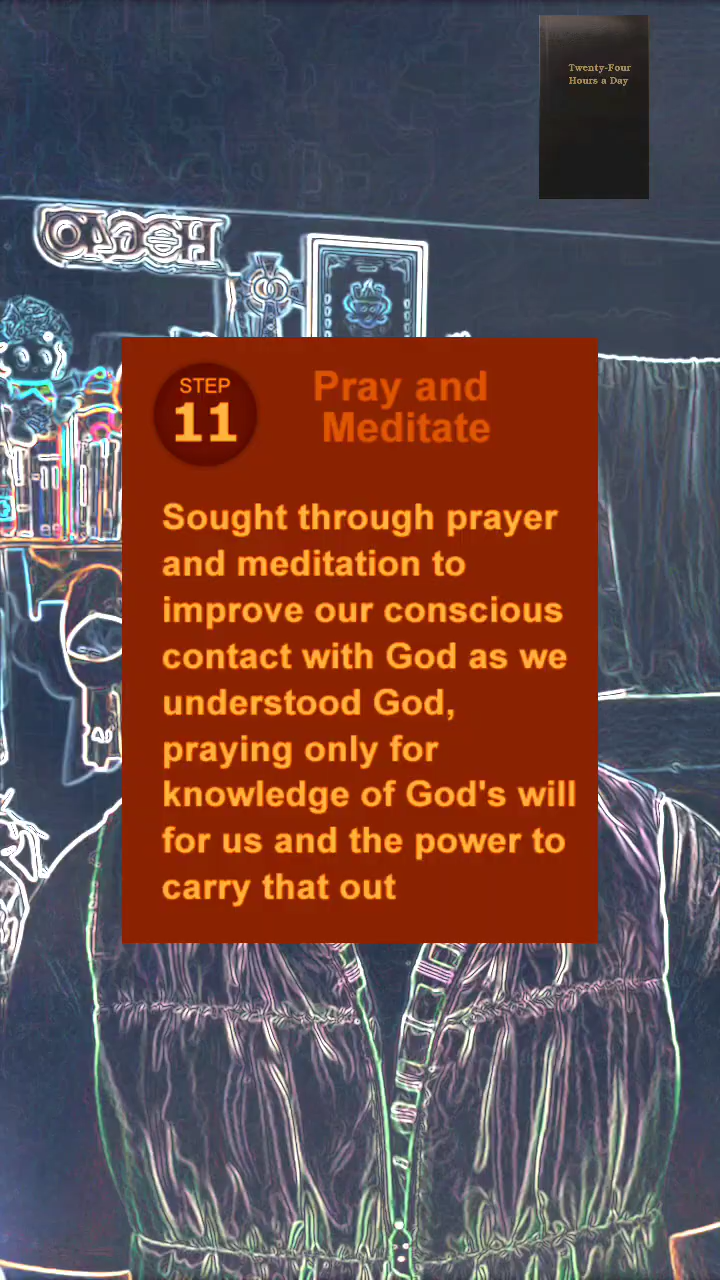 Twenty-Four
Hours a Day
STEP
11
Pray and
Meditate
Sought through prayer
and meditation to
improve our conscious
contact with God as we
understood God,
praying only for
knowledge of God's will
for us and the power to
carry that out